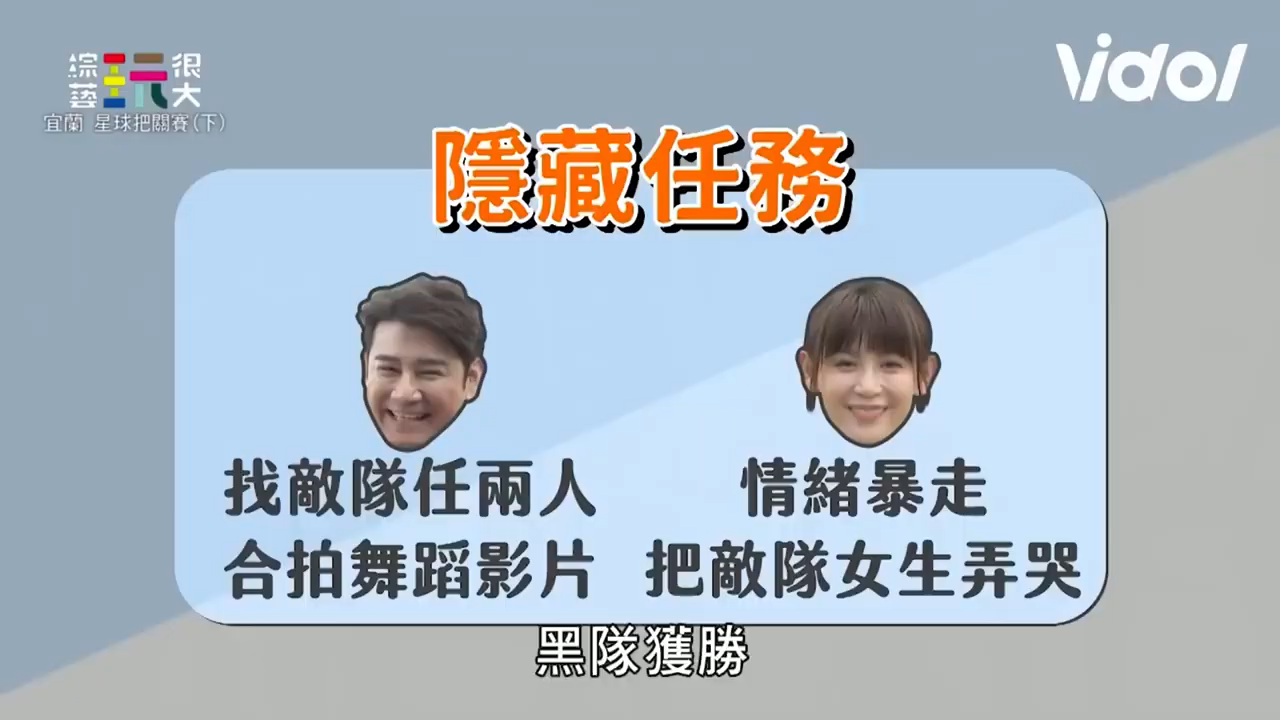 綜藝玩很大
宜蘭 星球把關賽(下)
Vidol
隱藏任務
找敵隊任兩人
合拍舞蹈影片
情緒暴走
把敵隊女生弄哭
黑隊獲勝